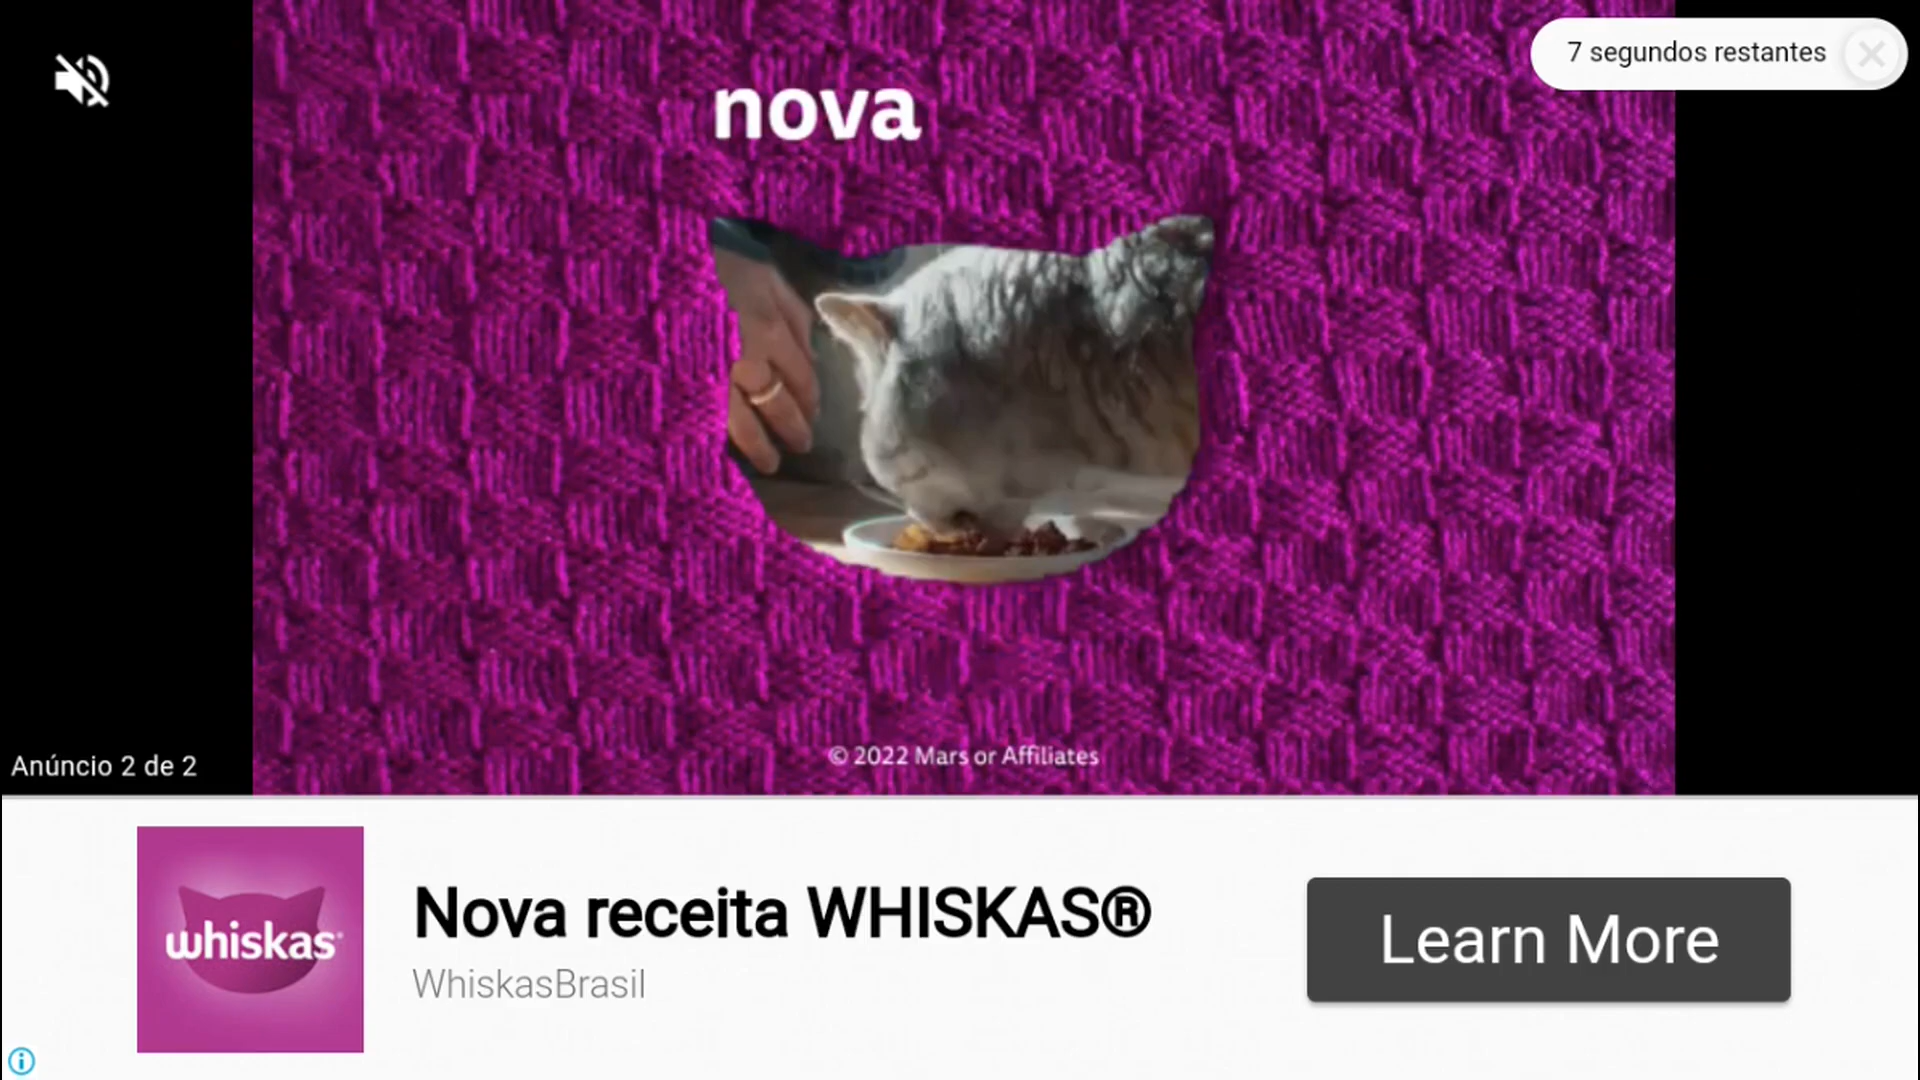 7 segundos restantes
nova
© 2022 Mars or Affiliates
Anúncio 2 de 2
whiskas®
Nova receita WHISKAS®
WhiskasBrasil
Learn More